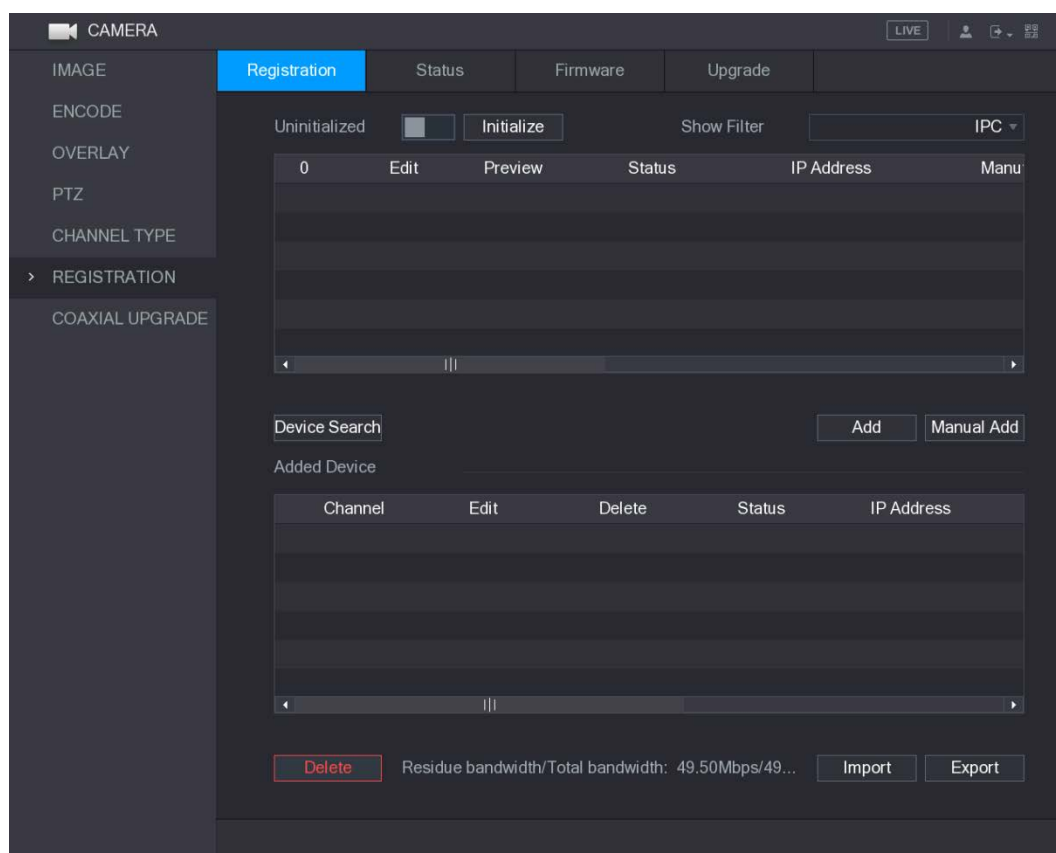 CAMERA
LIVE
IMAGE
ENCODE
OVERLAY
PTZ
CHANNEL TYPE
> REGISTRATION
COAXIAL UPGRADE
Registration Status Firmware Upgrade
Uninitialized Initialize Show Filter IPC
0 Edit Preview Status IP Address Manu
Device Search Add Manual Add
Added Device
Channel Edit Delete Status IP Address
Delete Residue bandwidth/Total bandwidth: 49.50Mbps/49... Import Export